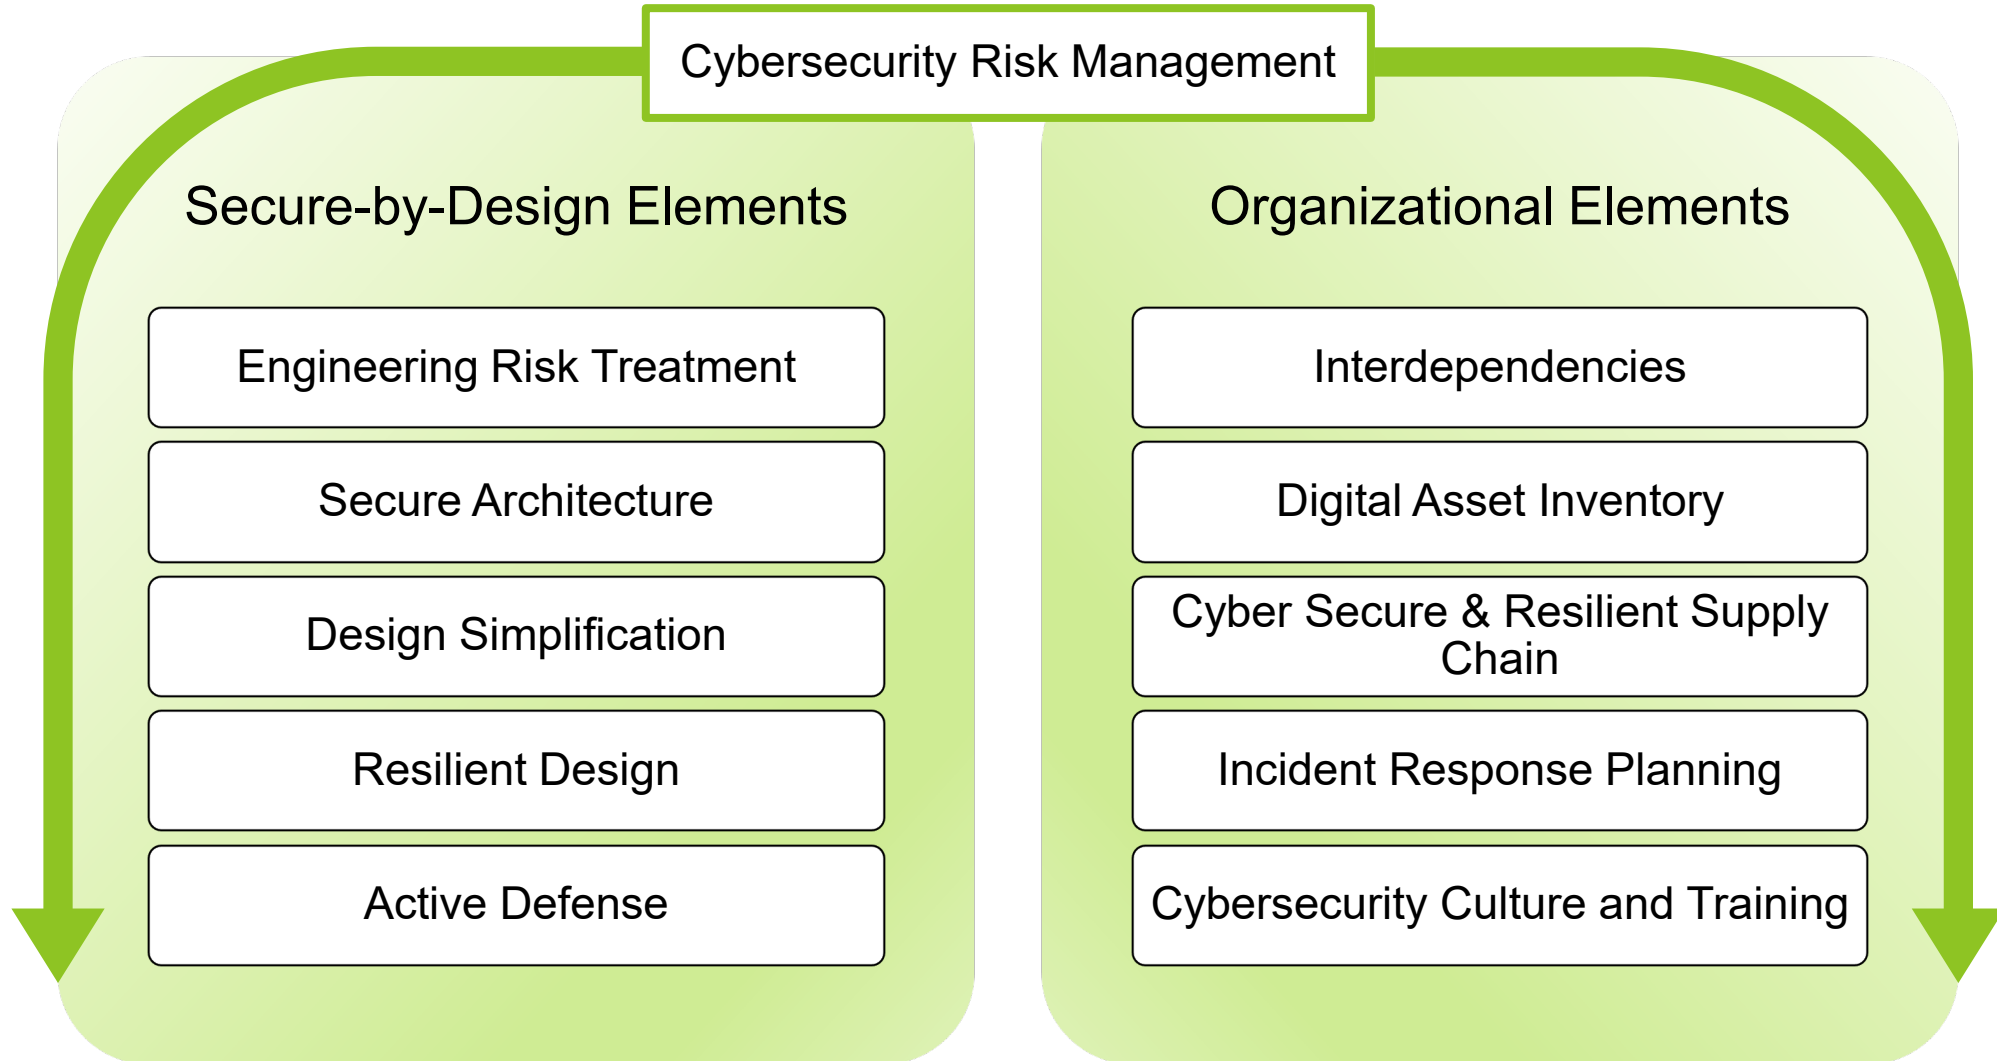 Cybersecurity Risk Management
Secure-by-Design Elements
Engineering Risk Treatment
Secure Architecture
Design Simplification
Resilient Design
Active Defense
Organizational Elements
Interdependencies
Digital Asset Inventory
Cyber Secure & Resilient Supply
Chain
Incident Response Planning
Cybersecurity Culture and Training